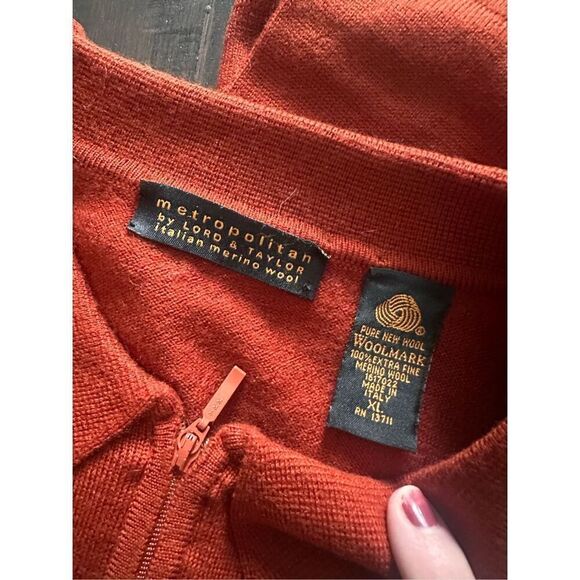 metropolitan
by LORD & TAYLOR
italian merino wool
PURE NEW WOOL
WOOLMARK
100% EXTRA FINE
MERINO WOOL
1617022
MADE IN
ITALY
XL
RN 13711